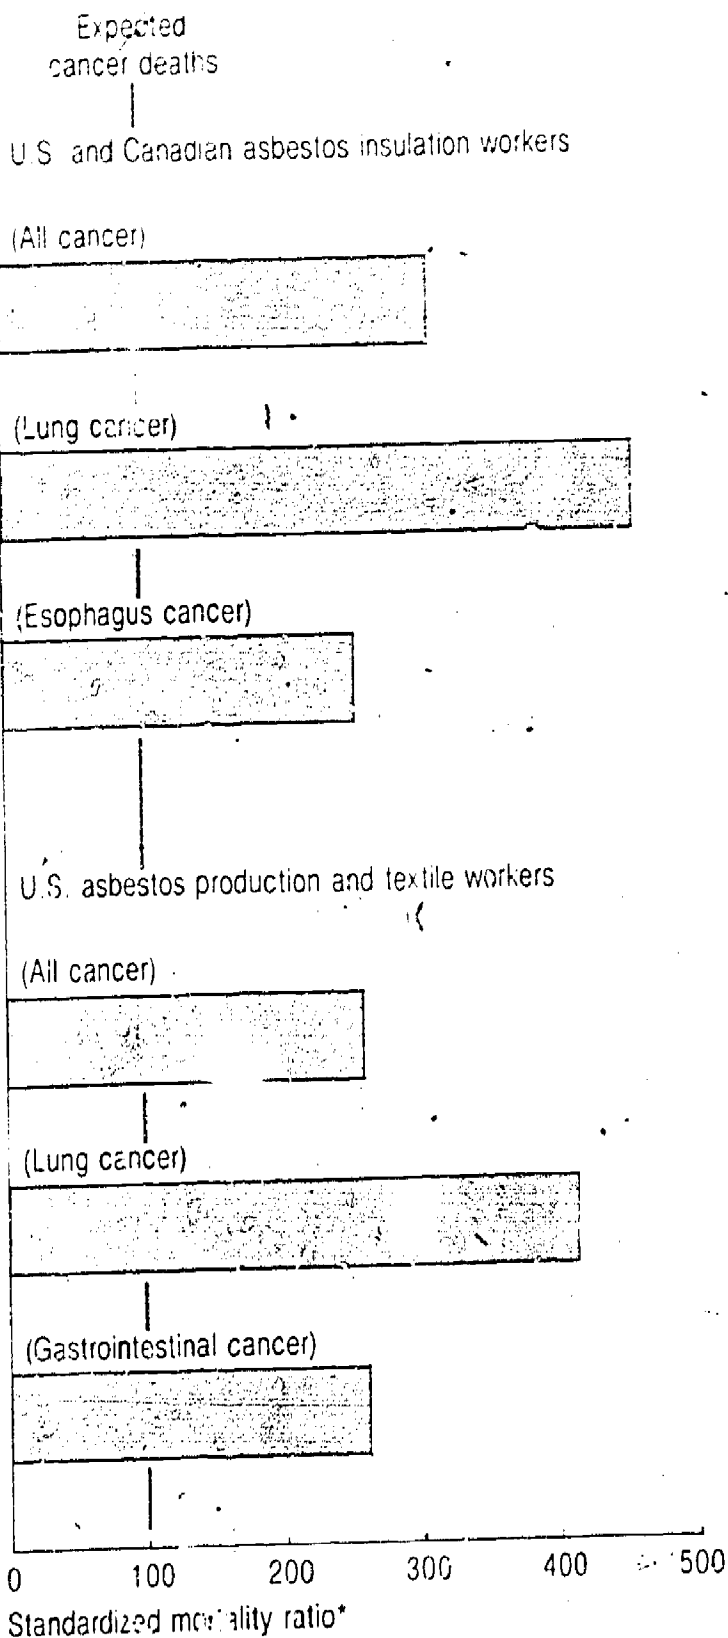 Expected
cancer deaths
U.S. and Canadian asbestos insulation workers
(All cancer)
(Lung cancer)
(Esophagus cancer)
U.S. asbestos production and textile workers
(All cancer)
(Lung cancer)
(Gastrointestinal cancer)
0 100 200 300 400 500
Standardized mortality ratio*